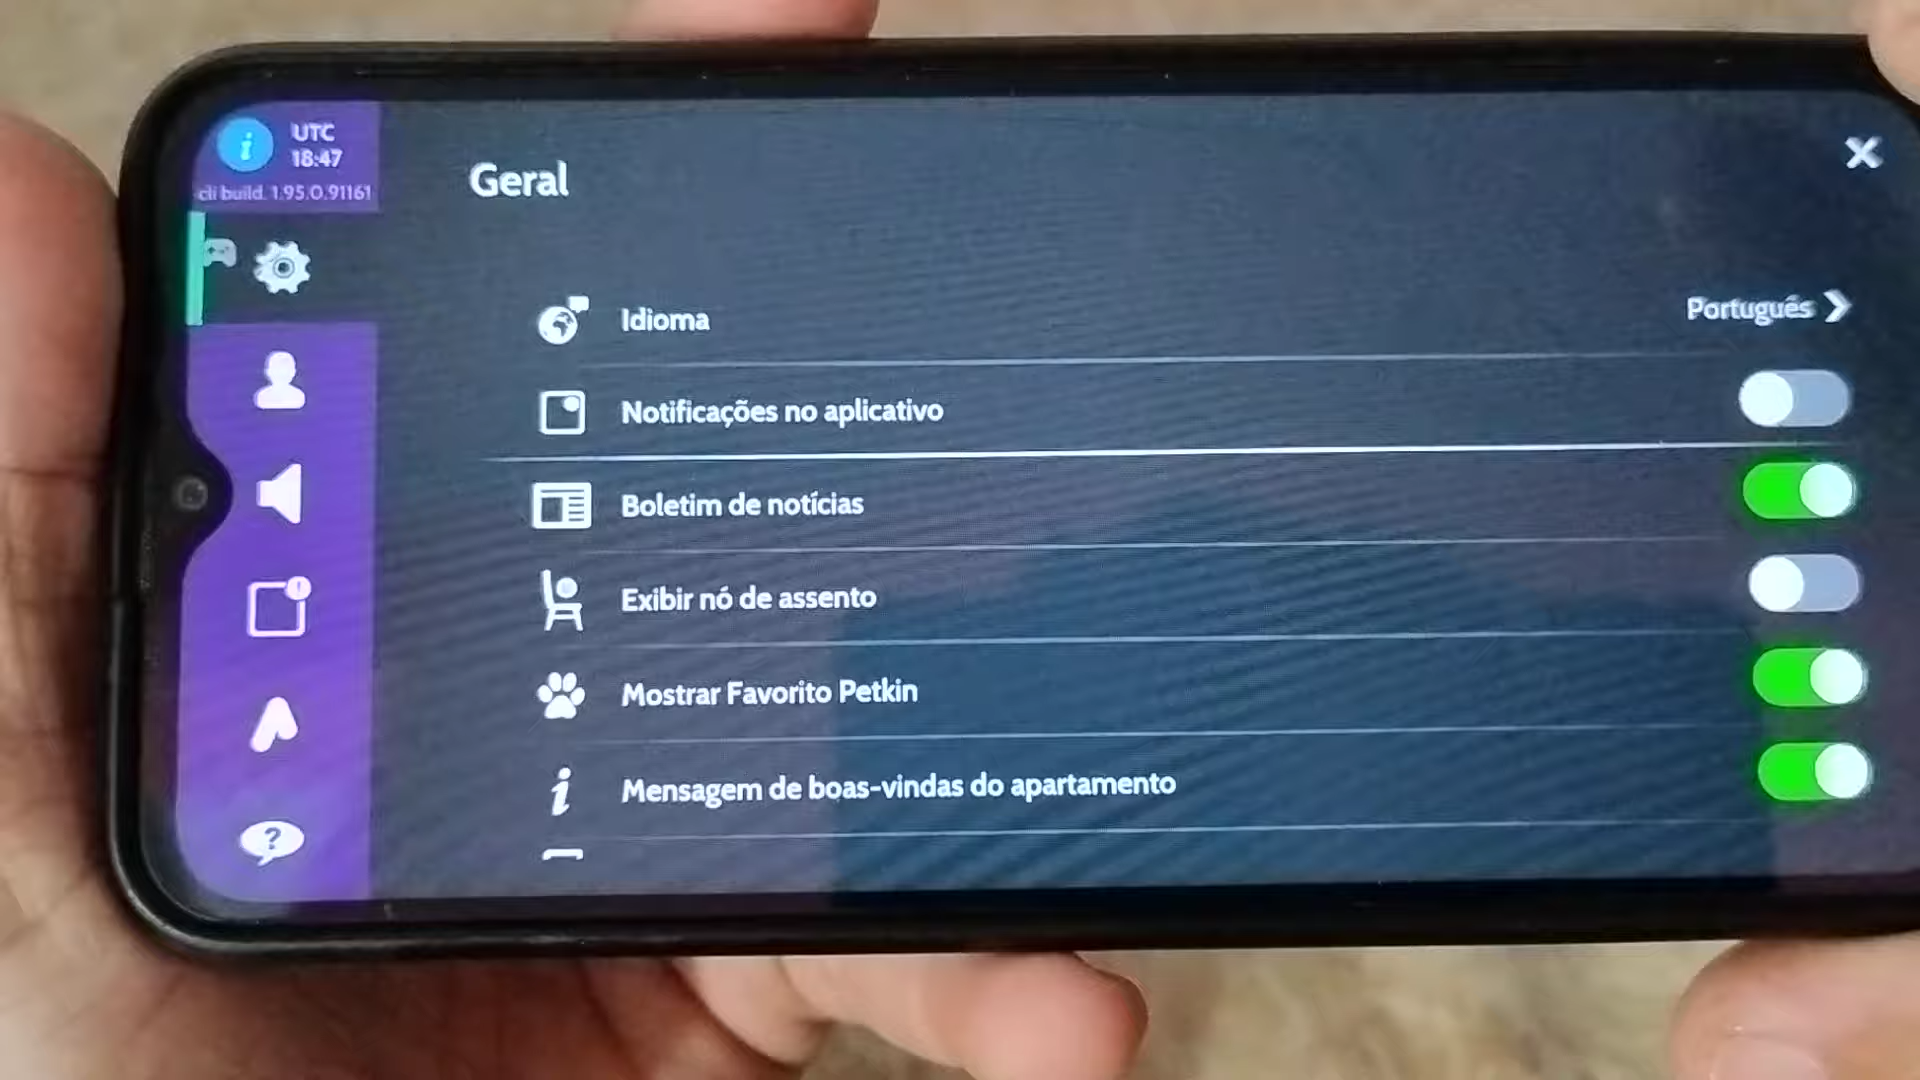 UTC
18:47
cli build. 1.95.0.91161
Geral
Idioma
Português
Notificações no aplicativo
Boletim de notícias
Exibir nó de assento
Mostrar Favorito Petkin
Mensagem de boas-vindas do apartamento